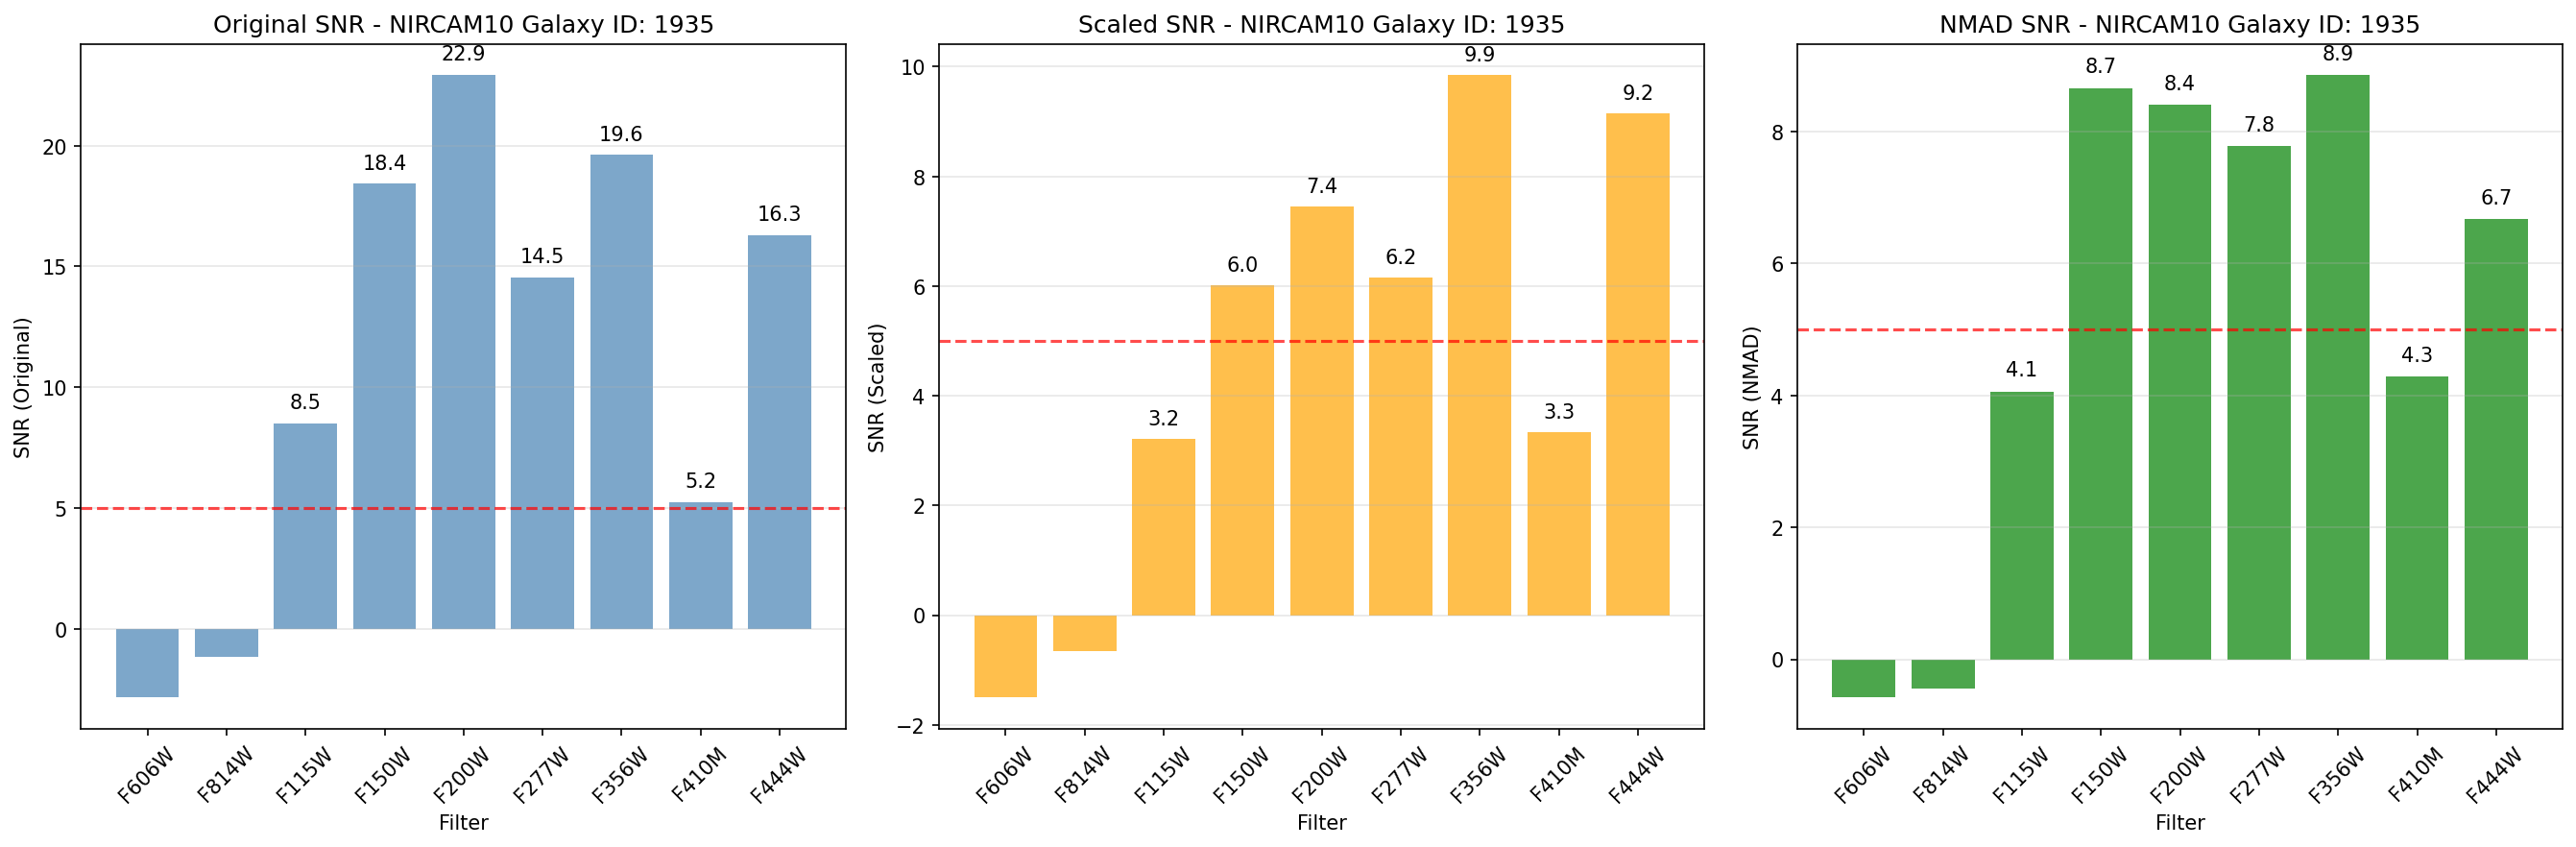 Original SNR - NIRCAM10 Galaxy ID: 1935
SNR (Original)
20
15
10
5
0
8.5
18.4
22.9
14.5
19.6
5.2
16.3
F606W
F814W
F115W
F150W
F200W
F277W
F356W
F410M
F444W
Filter
Scaled SNR - NIRCAM10 Galaxy ID: 1935
SNR (Scaled)
10
8
6
4
2
0
−2
3.2
6.0
7.4
6.2
9.9
3.3
9.2
F606W
F814W
F115W
F150W
F200W
F277W
F356W
F410M
F444W
Filter
NMAD SNR - NIRCAM10 Galaxy ID: 1935
SNR (NMAD)
8
6
4
2
0
4.1
8.7
8.4
7.8
8.9
4.3
6.7
F606W
F814W
F115W
F150W
F200W
F277W
F356W
F410M
F444W
Filter